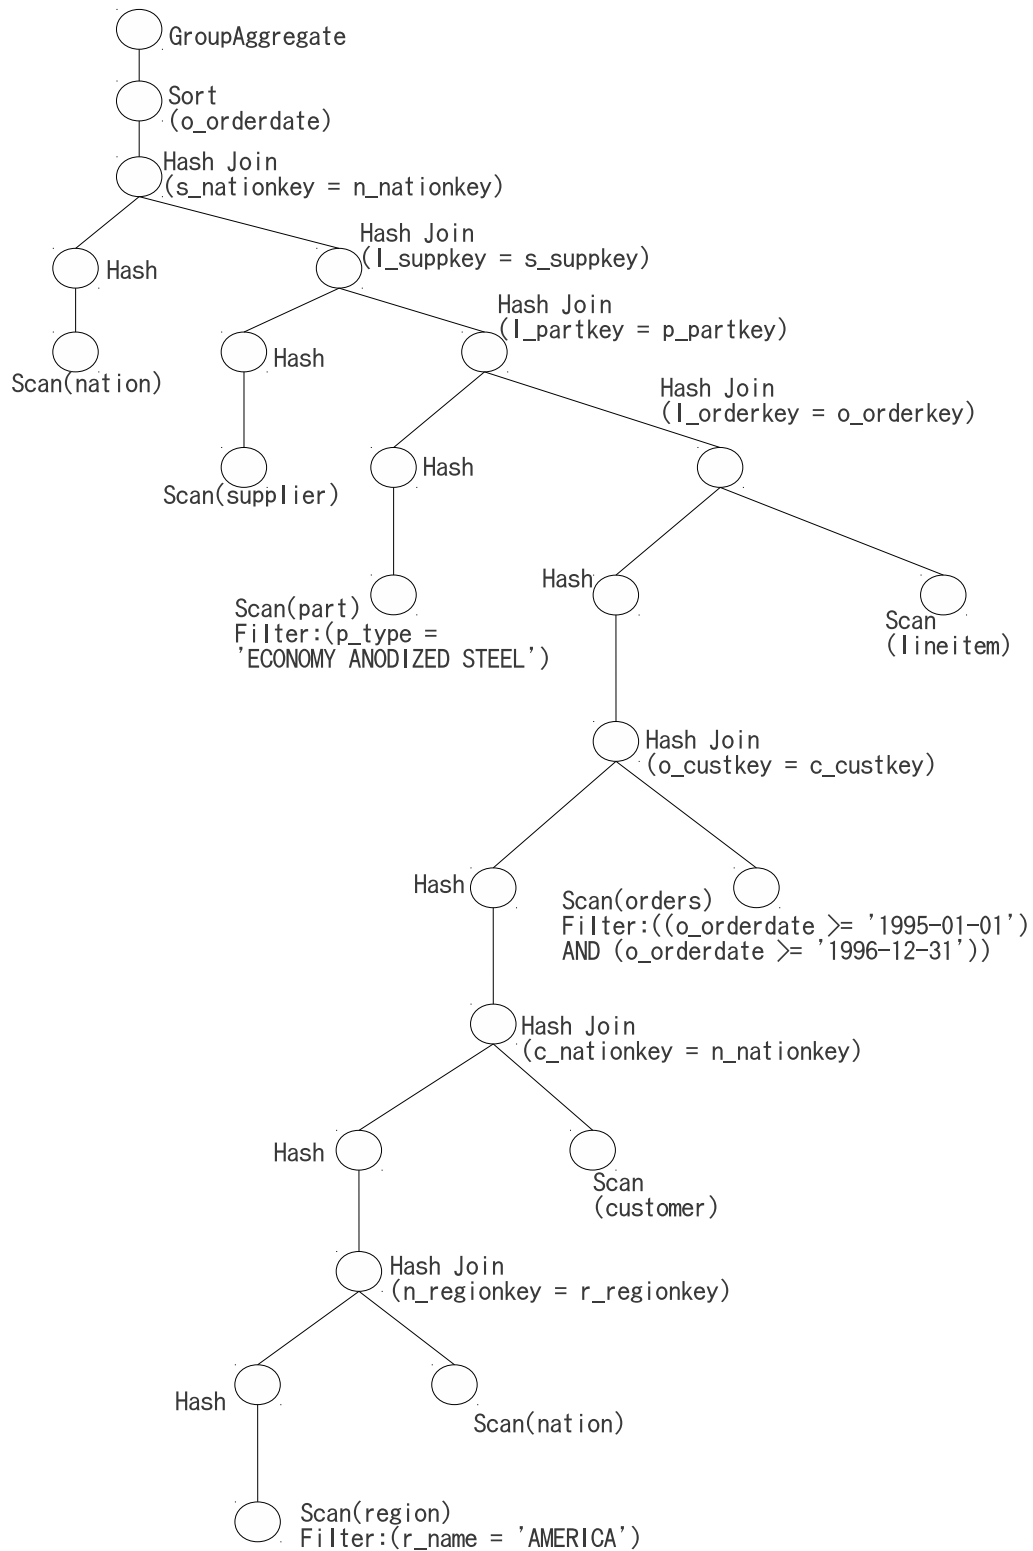 GroupAggregate
Sort
(o_orderdate)
Hash Join
(s_nationkey = n_nationkey)
Hash Join
(l_suppkey = s_suppkey)
Hash
Hash Join
(l_partkey = p_partkey)
Hash
Scan(nation)
Hash Join
(l_orderkey = o_orderkey)
Hash
Scan(supplier)
Hash
Scan(part)
Filter:(p_type =
'ECONOMY ANODIZED STEEL')
Scan
(lineitem)
Hash Join
(o_custkey = c_custkey)
Hash
Scan(orders)
Filter:((o_orderdate >= '1995-01-01')
AND (o_orderdate >= '1996-12-31'))
Hash Join
(c_nationkey = n_nationkey)
Hash
Scan
(customer)
Hash Join
(n_regionkey = r_regionkey)
Hash
Scan(nation)
Scan(region)
Filter:(r_name = 'AMERICA')